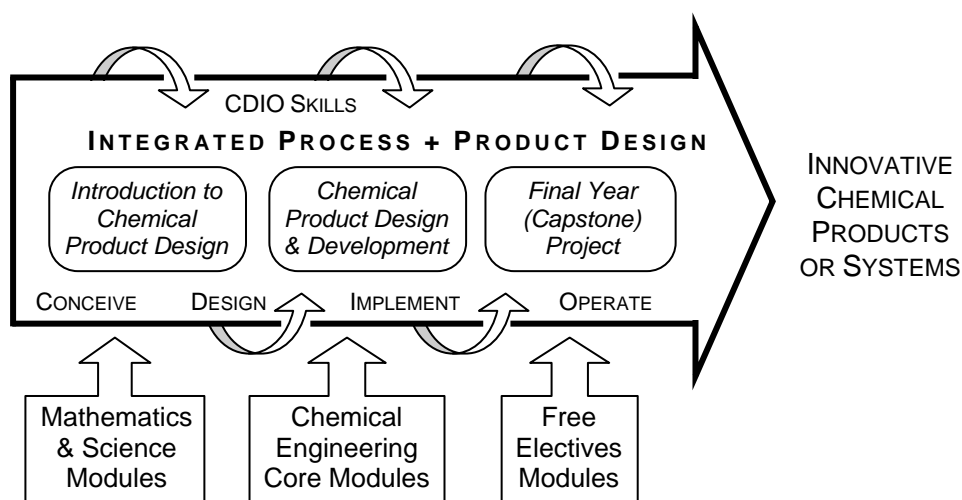 CDIO SKILLS
INTEGRATED PROCESS + PRODUCT DESIGN
Introduction to
Chemical
Product Design
Chemical
Product Design
& Development
Final Year
(Capstone)
Project
CONCEIVE DESIGN IMPLEMENT OPERATE
INNOVATIVE
CHEMICAL
PRODUCTS
OR SYSTEMS
Mathematics
& Science
Modules
Chemical
Engineering
Core Modules
Free
Electives
Modules